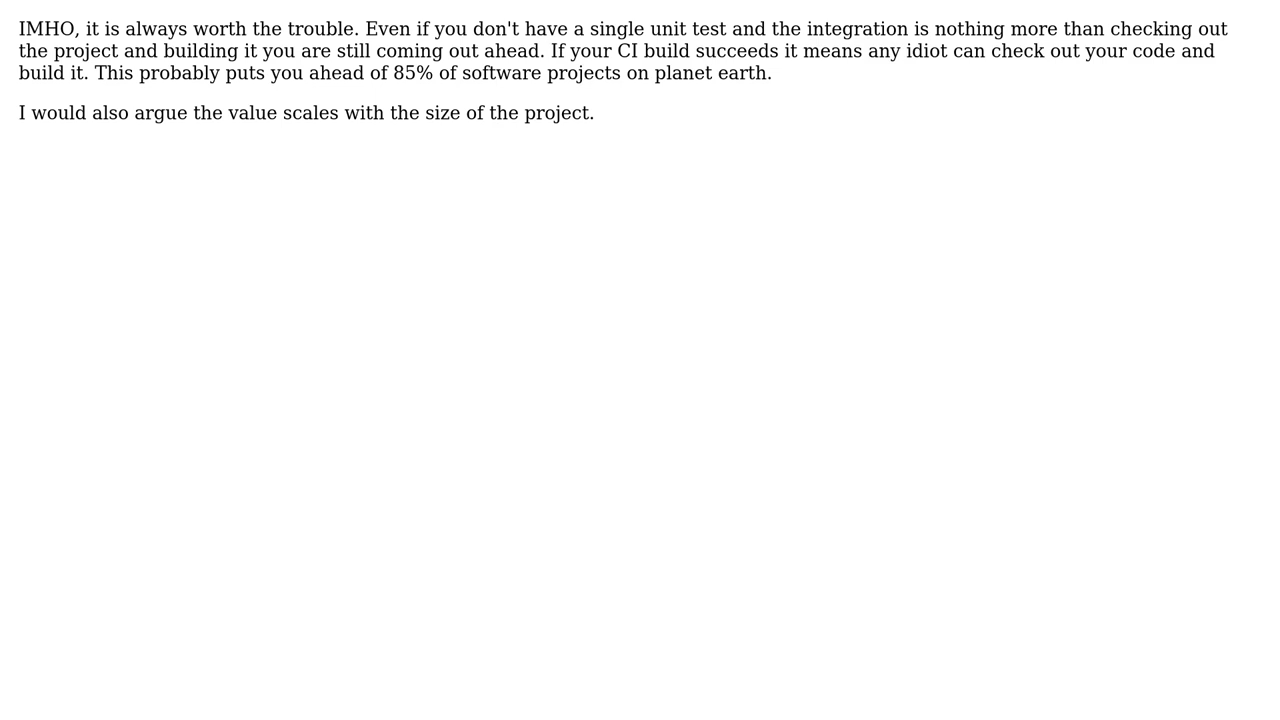 IMHO, it is always worth the trouble. Even if you don't have a single unit test and the integration is nothing more than checking out
the project and building it you are still coming out ahead. If your CI build succeeds it means any idiot can check out your code and
build it. This probably puts you ahead of 85% of software projects on planet earth.
I would also argue the value scales with the size of the project.